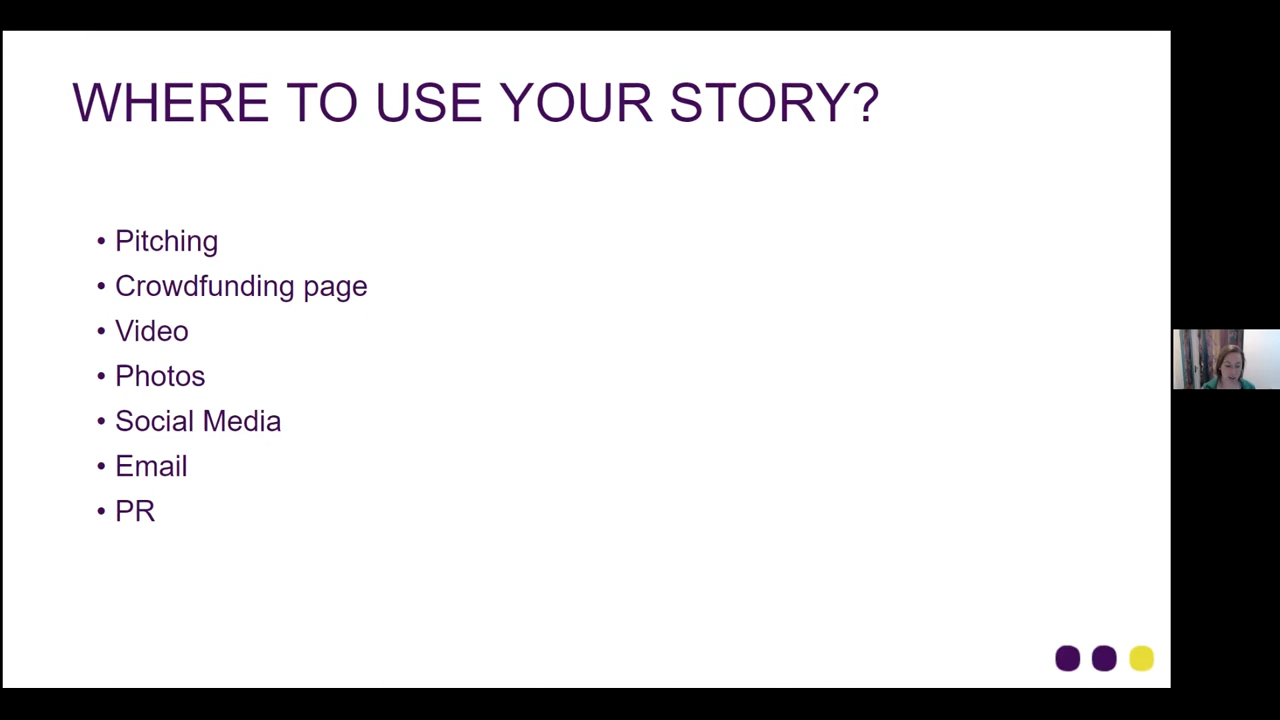 WHERE TO USE YOUR STORY?
• Pitching
• Crowdfunding page
• Video
• Photos
• Social Media
• Email
• PR